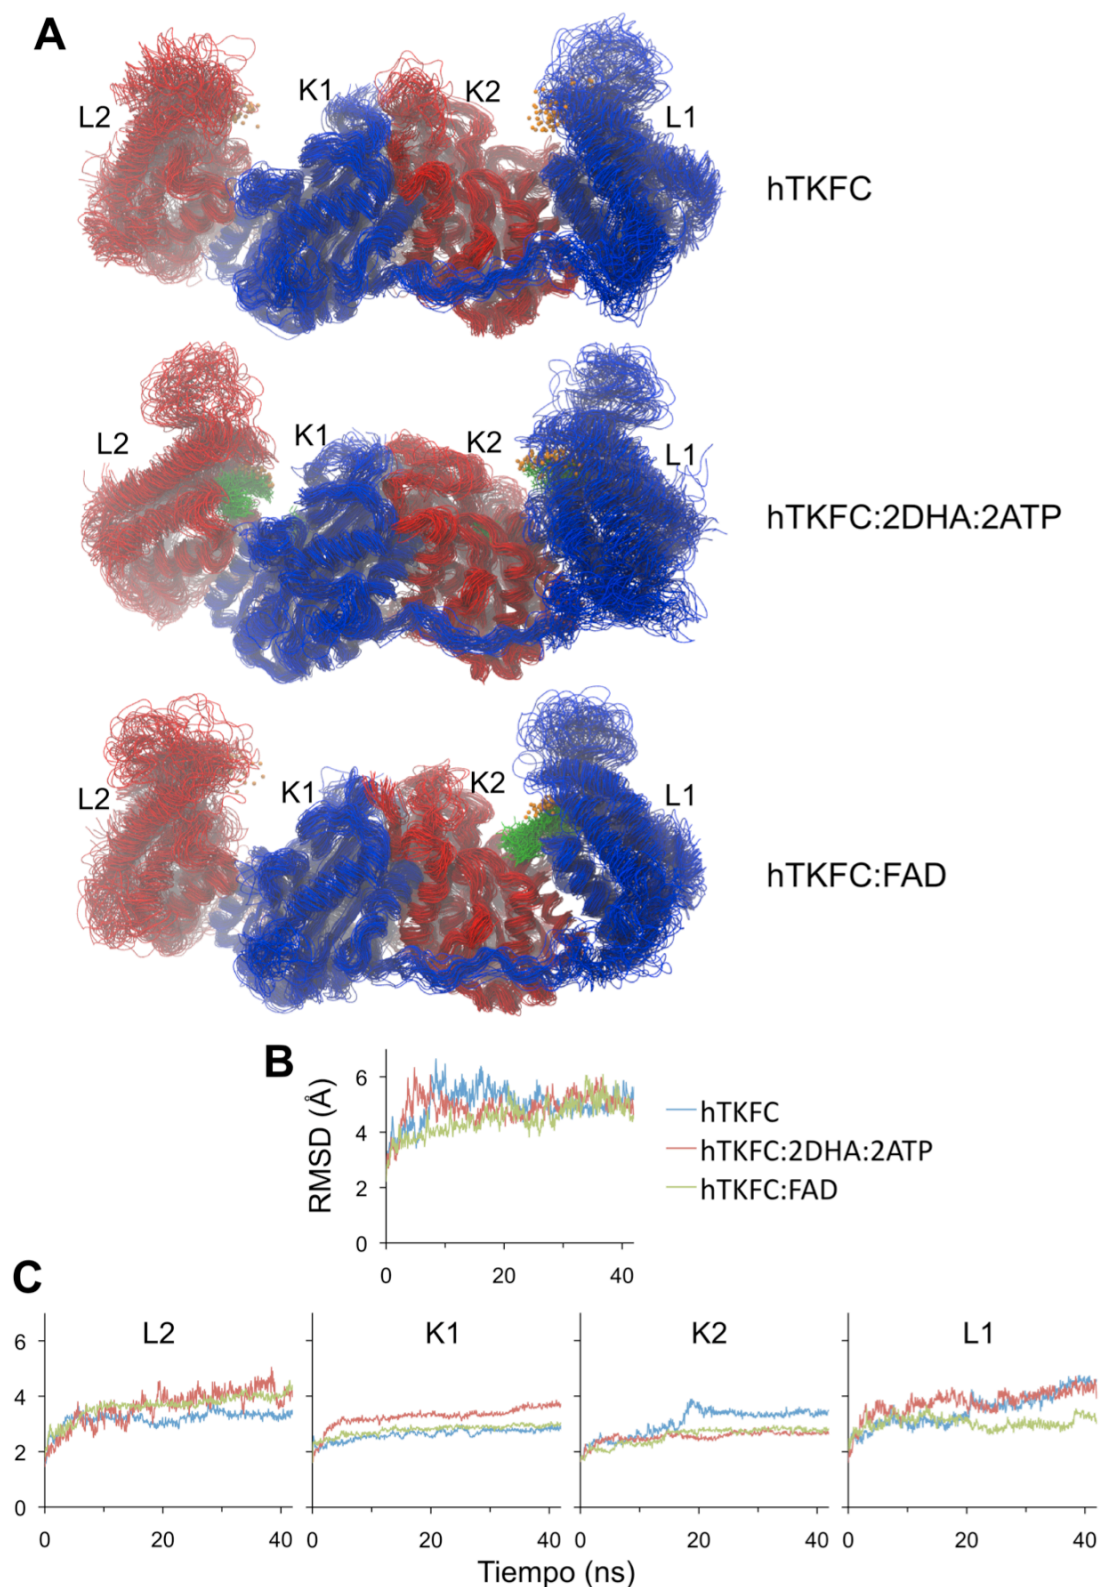 A
L2
K1
K2
L1
hTKFC
L2
K1
K2
L1
hTKFC:2DHA:2ATP
L2
K1
K2
L1
hTKFC:FAD
B
RMSD (Å)
6
4
2
0
0 20 40
hTKFC
hTKFC:2DHA:2ATP
hTKFC:FAD
C
L2 K1 K2 L1
6
4
2
0
0 20 40 0 20 40 0 20 40 0 20 40
Tiempo (ns)